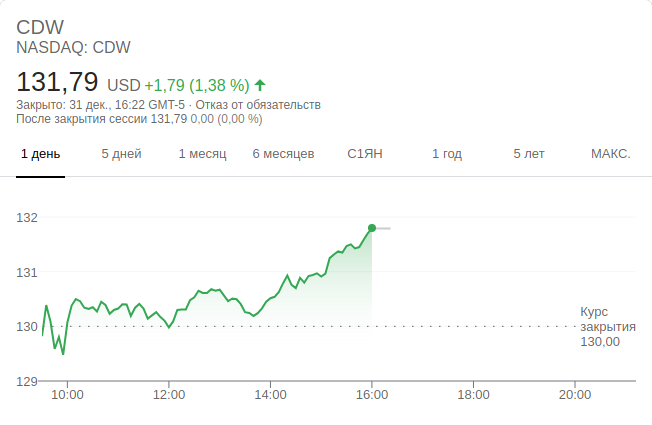 CDW
NASDAQ: CDW
131,79 USD +1,79 (1,38 %)
Закрыто: 31 дек., 16:22 GMT-5 · Отказ от обязательств
После закрытия сессии 131,79 0,00 (0,00 %)
1 день 5 дней 1 месяц 6 месяцев С1ЯН 1 год 5 лет МАКС.
132
131
130
129
Курс
закрытия
130,00
10:00 12:00 14:00 16:00 18:00 20:00